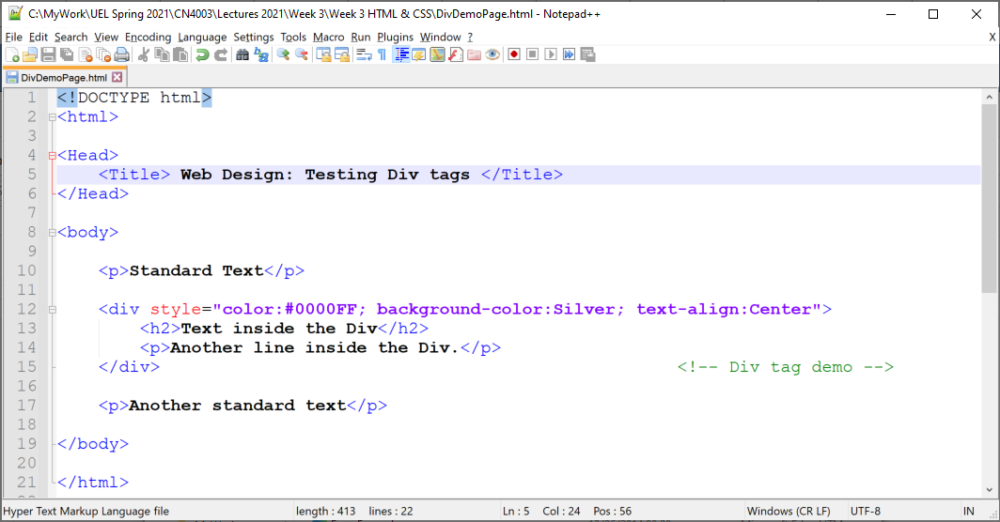 C:\MyWork\UEL Spring 2021\CN4003\Lectures 2021\Week 3\Week 3 HTML & CSS\DivDemoPage.html - Notepad++
File Edit Search View Encoding Language Settings Tools Macro Run Plugins Window ? X
DivDemoPage.html
1 <!DOCTYPE html>
2 <html>
3
4 <Head>
5 <Title> Web Design: Testing Div tags </Title>
6 </Head>
7
8 <body>
9
10 <p>Standard Text</p>
11
12 <div style="color:#0000FF; background-color:Silver; text-align:Center">
13 <h2>Text inside the Div</h2>
14 <p>Another line inside the Div.</p>
15 </div> <!-- Div tag demo -->
16
17 <p>Another standard text</p>
18
19 </body>
20
21 </html>
Hyper Text Markup Language file length : 413 lines : 22 Ln : 5 Col : 24 Pos : 56 Windows (CR LF) UTF-8 IN